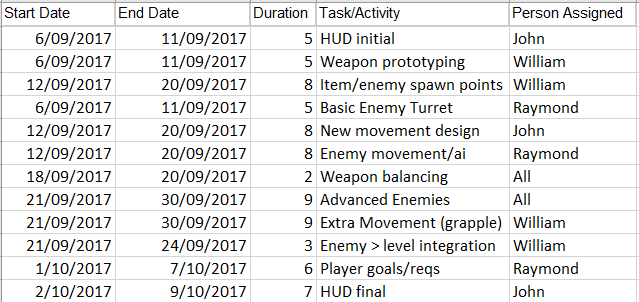 Start Date End Date Duration Task/Activity Person Assigned
6/09/2017 11/09/2017 5 HUD initial John
6/09/2017 11/09/2017 5 Weapon prototyping William
12/09/2017 20/09/2017 8 Item/enemy spawn points William
6/09/2017 11/09/2017 5 Basic Enemy Turret Raymond
12/09/2017 20/09/2017 8 New movement design John
12/09/2017 20/09/2017 8 Enemy movement/ai Raymond
18/09/2017 20/09/2017 2 Weapon balancing All
21/09/2017 30/09/2017 9 Advanced Enemies All
21/09/2017 30/09/2017 9 Extra Movement (grapple) William
21/09/2017 24/09/2017 3 Enemy > level integration William
1/10/2017 7/10/2017 6 Player goals/reqs Raymond
2/10/2017 9/10/2017 7 HUD final John